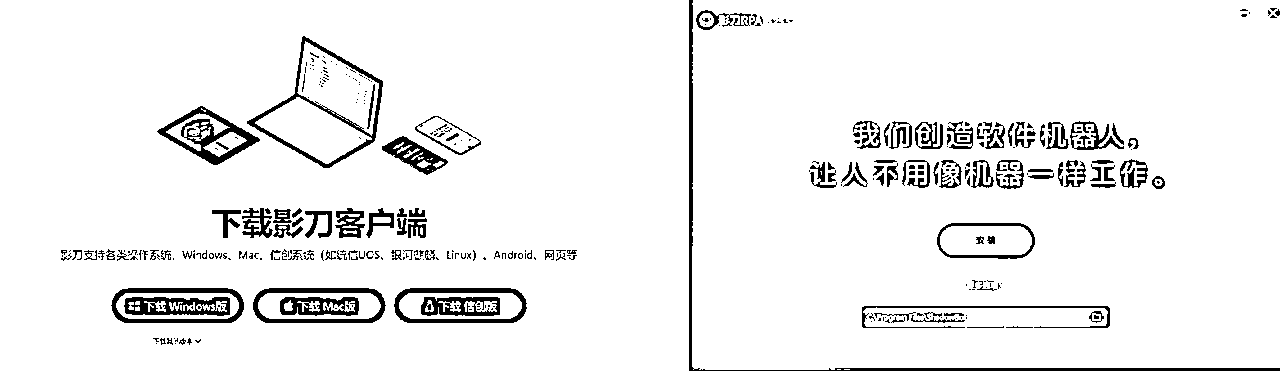 下载影刀客户端
影刀支持各类操作系统，Windows、Mac、信创系统（如统信UOS、银河麒麟、Linux）、Android、网页等
下载 Windows版
下载 Mac版
下载 信创版
影刀RPA
我们创造软件机器人，
让人不用像机器一样工作。
安装